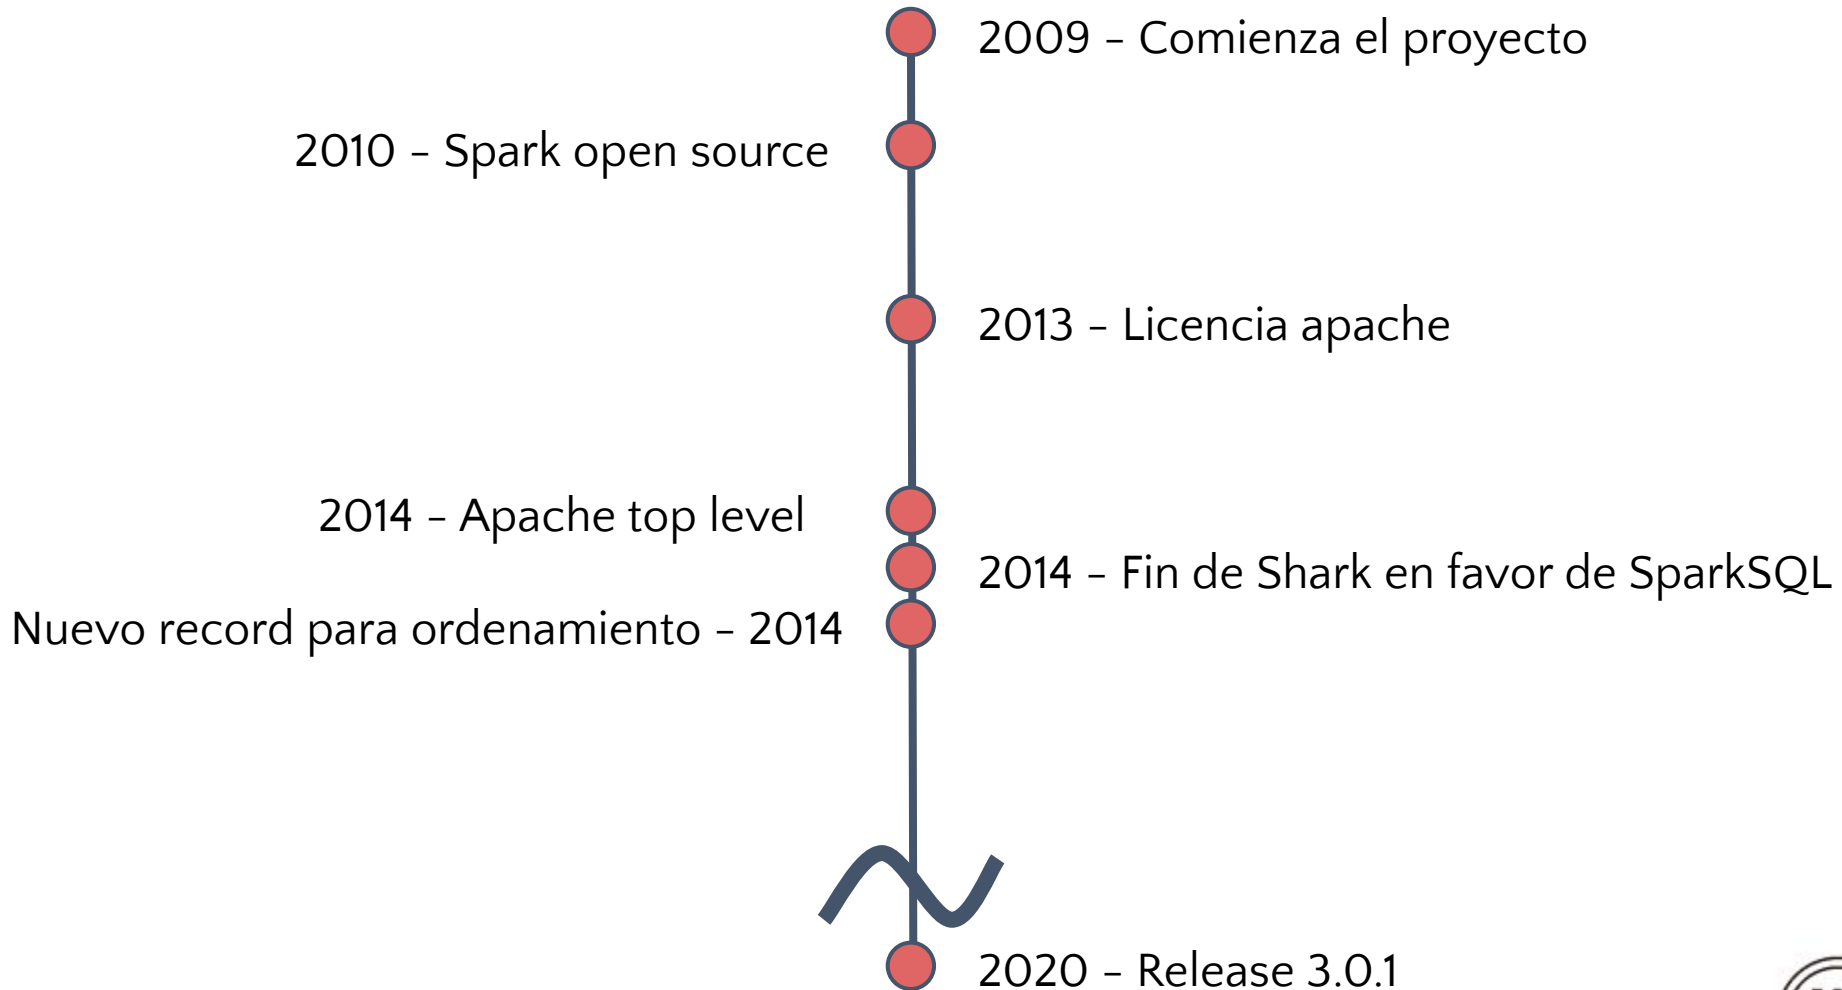 2009 – Comienza el proyecto
2010 – Spark open source
2013 – Licencia apache
2014 – Apache top level
2014 – Fin de Shark en favor de SparkSQL
Nuevo record para ordenamiento – 2014
2020 – Release 3.0.1